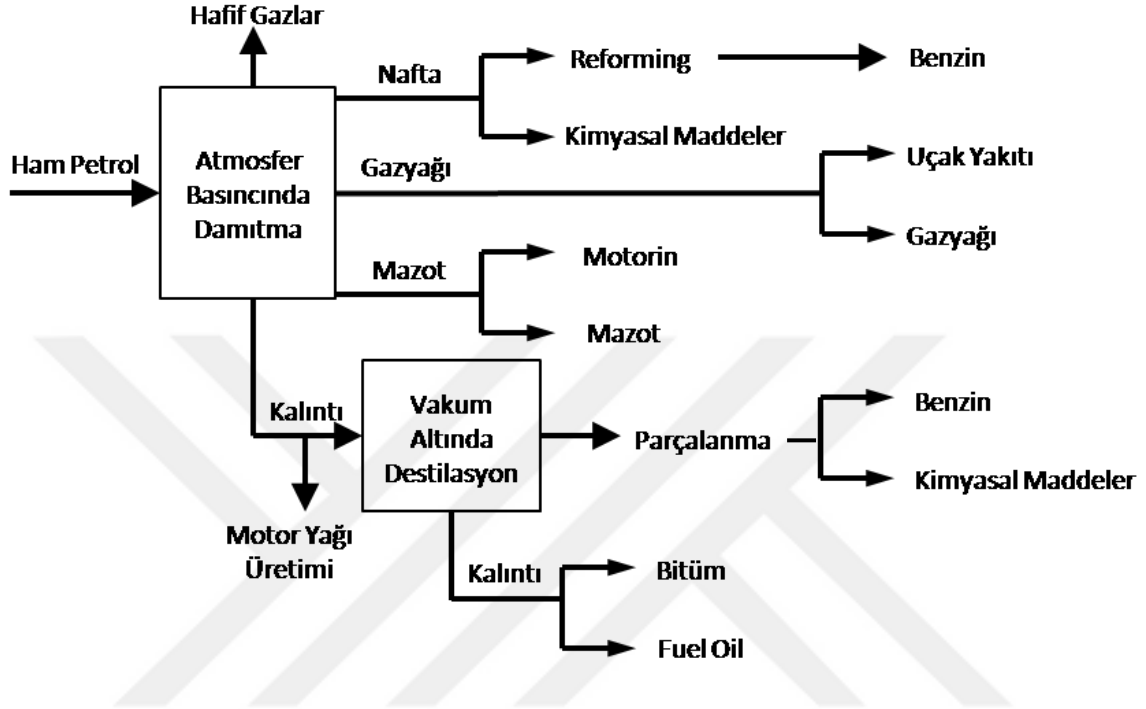 Hafif Gazlar
Nafta
Reforming
Benzin
Kimyasal Maddeler
Ham Petrol
Atmosfer
Basıncında
Damıtma
Gazyağı
Uçak Yakıtı
Gazyağı
Mazot
Motorin
Mazot
Kalıntı
Vakum
Altında
Destilasyon
Parçalanma
Benzin
Kimyasal Maddeler
Motor Yağı
Üretimi
Kalıntı
Bitüm
Fuel Oil